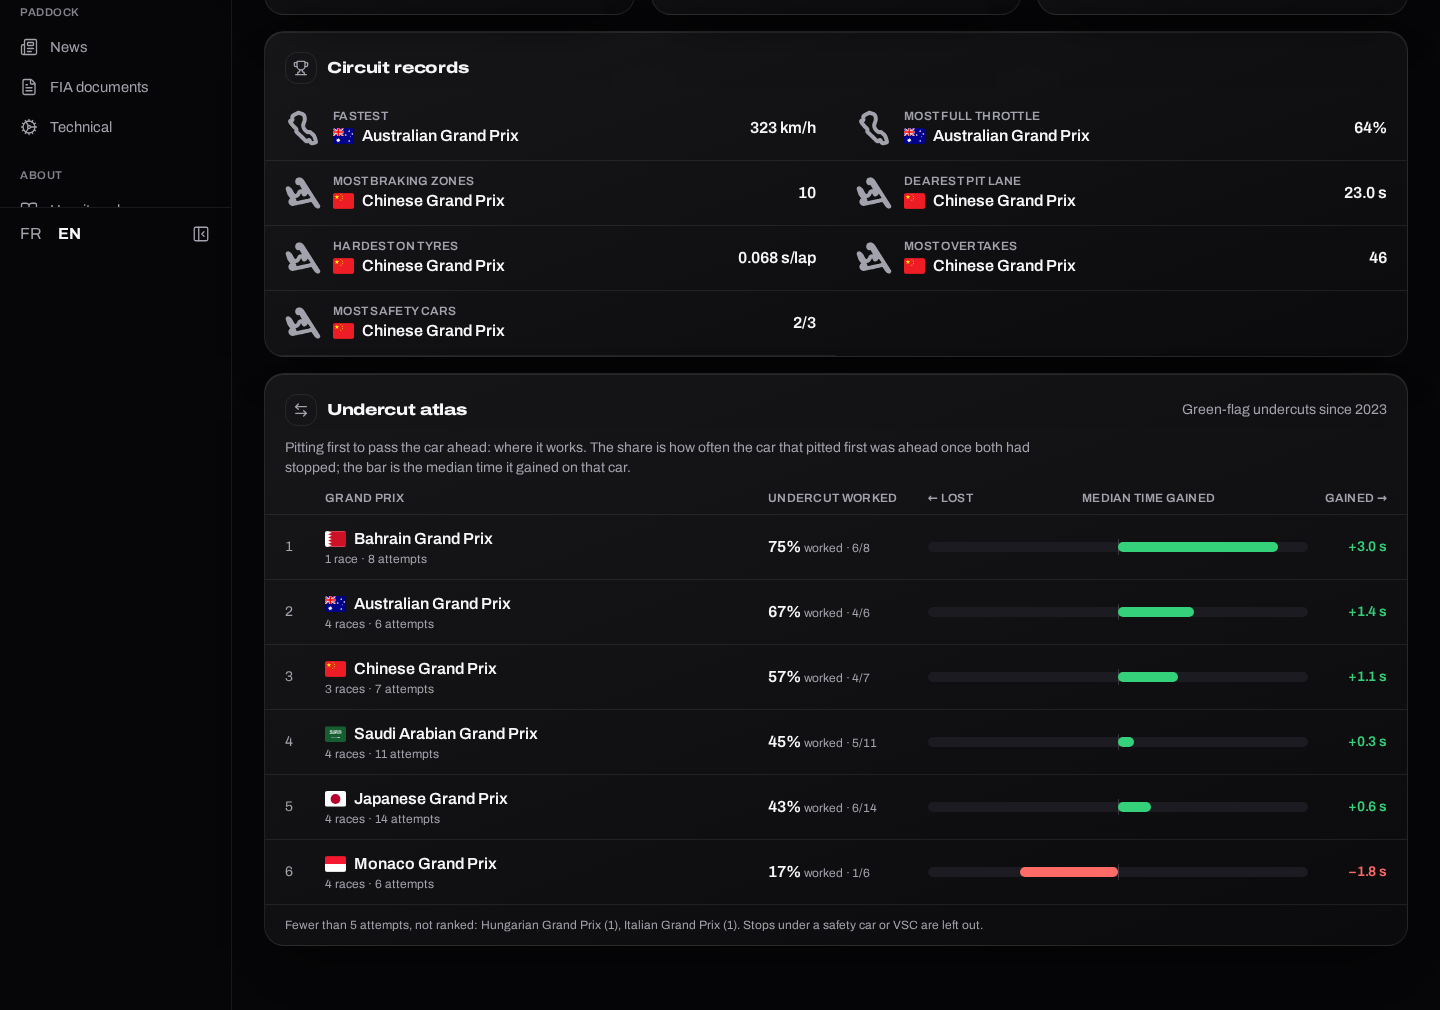 PADDOCK
News
FIA documents
Technical
ABOUT
FR EN
Circuit records
FASTEST
Australian Grand Prix
323 km/h
MOST FULL THROTTLE
Australian Grand Prix
64%
MOST BRAKING ZONES
Chinese Grand Prix
10
DEAREST PIT LANE
Chinese Grand Prix
23.0 s
HARDEST ON TYRES
Chinese Grand Prix
0.068 s/lap
MOST OVERTAKES
Chinese Grand Prix
46
MOST SAFETY CARS
Chinese Grand Prix
2/3
Undercut atlas
Green-flag undercuts since 2023
Pitting first to pass the car ahead: where it works. The share is how often the car that pitted first was ahead once both had
stopped; the bar is the median time it gained on that car.
GRAND PRIX UNDERCUT WORKED ← LOST MEDIAN TIME GAINED GAINED →
1 Bahrain Grand Prix 75% worked · 6/8 +3.0 s
1 race · 8 attempts
2 Australian Grand Prix 67% worked · 4/6 +1.4 s
4 races · 6 attempts
3 Chinese Grand Prix 57% worked · 4/7 +1.1 s
3 races · 7 attempts
4 Saudi Arabian Grand Prix 45% worked · 5/11 +0.3 s
4 races · 11 attempts
5 Japanese Grand Prix 43% worked · 6/14 +0.6 s
4 races · 14 attempts
6 Monaco Grand Prix 17% worked · 1/6 −1.8 s
4 races · 6 attempts
Fewer than 5 attempts, not ranked: Hungarian Grand Prix (1), Italian Grand Prix (1). Stops under a safety car or VSC are left out.